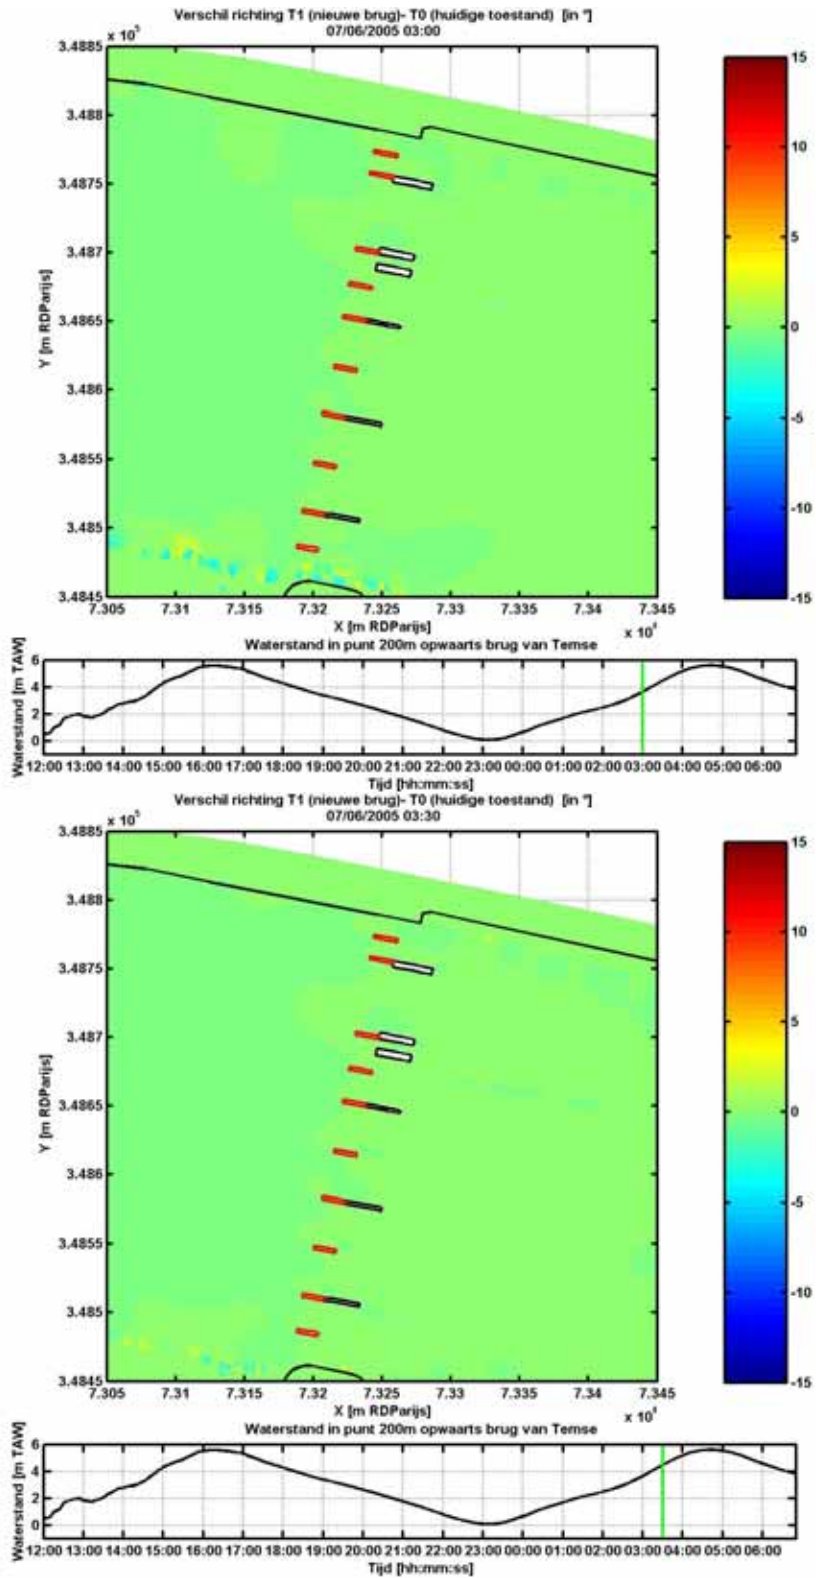 Verschil richting T1 (nieuwe brug)- T0 (huidige toestand) [in °]
07/06/2005 03:00
x 10⁵
3.4885
3.488
3.4875
3.487
3.4865
3.486
3.4855
3.485
3.4845
Y [m RDParijs]
7.305 7.31 7.315 7.32 7.325 7.33 7.335 7.34 7.345
X [m RDParijs]
x 10⁵
15
10
5
0
-5
-10
-15
Waterstand in punt 200m opwaarts brug van Temse
Waterstand [m TAW]
6
4
2
0
12:00 13:00 14:00 15:00 16:00 17:00 18:00 19:00 20:00 21:00 22:00 23:00 00:00 01:00 02:00 03:00 04:00 05:00 06:00
Tijd [hh:mm:ss]
Verschil richting T1 (nieuwe brug)- T0 (huidige toestand) [in °]
07/06/2005 03:30
x 10⁵
3.4885
3.488
3.4875
3.487
3.4865
3.486
3.4855
3.485
3.4845
Y [m RDParijs]
7.305 7.31 7.315 7.32 7.325 7.33 7.335 7.34 7.345
X [m RDParijs]
x 10⁵
15
10
5
0
-5
-10
-15
Waterstand in punt 200m opwaarts brug van Temse
Waterstand [m TAW]
6
4
2
0
12:00 13:00 14:00 15:00 16:00 17:00 18:00 19:00 20:00 21:00 22:00 23:00 00:00 01:00 02:00 03:00 04:00 05:00 06:00
Tijd [hh:mm:ss]